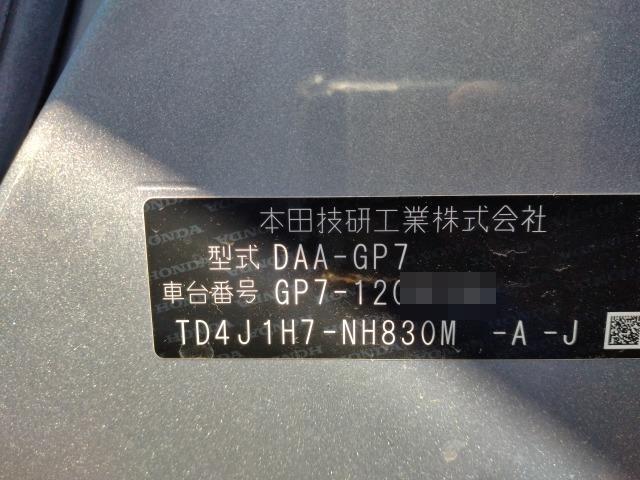 本田技研工業株式会社
型式 DAA-GP7
車台番号 GP7-120
TD4J1H7-NH830M -A -J